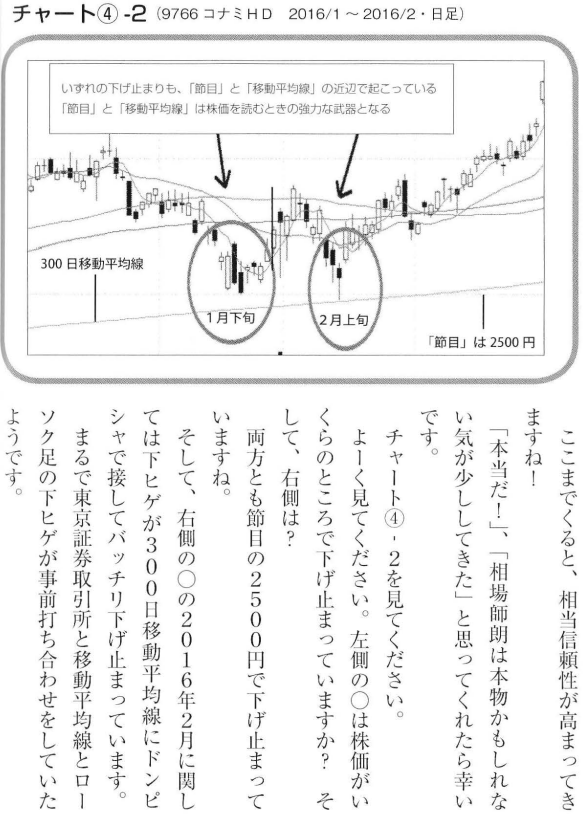 チャート④-2(9766 コナミHD 2016/1～2016/2・日足)
いずれの下げ止まりも、「節目」と「移動平均線」の近辺で起こっている
「節目」と「移動平均線」は株価を読むときの強力な武器となる
300日移動平均線
1月下旬
2月上旬
「節目」は2500円
ここまでくると、相当信頼性が高まってき
ますね！
「本当だ！」、「相場師朗は本物かもしれな
い気が少ししてきた」と思ってくれたら幸い
です。
チャート④-2を見てください。
よーく見てください。左側の〇は株価がい
くらのところで下げ止まっていますか？　そ
して、右側は？
両方とも節目の2500円で下げ止まって
いますね。
そして、右側の〇の2016年2月に関し
ては下ヒゲが300日移動平均線にドンピ
シャで接してバッチリ下げ止まっています。
まるで東京証券取引所と移動平均線とロー
ソク足の下ヒゲが事前打ち合わせをしていた
ようです。